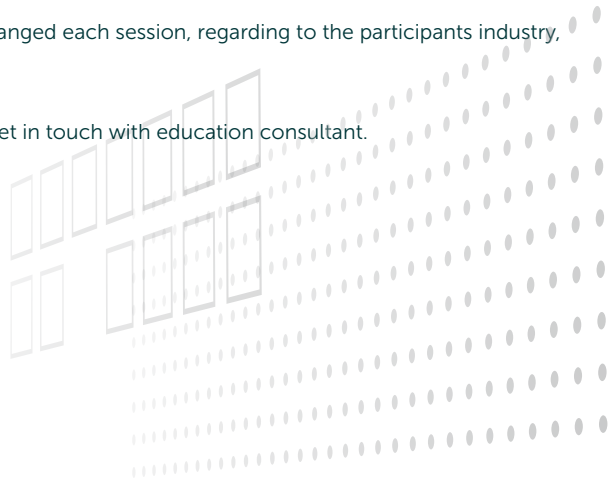 anged each session, regarding to the participants industry,
et in touch with education consultant.